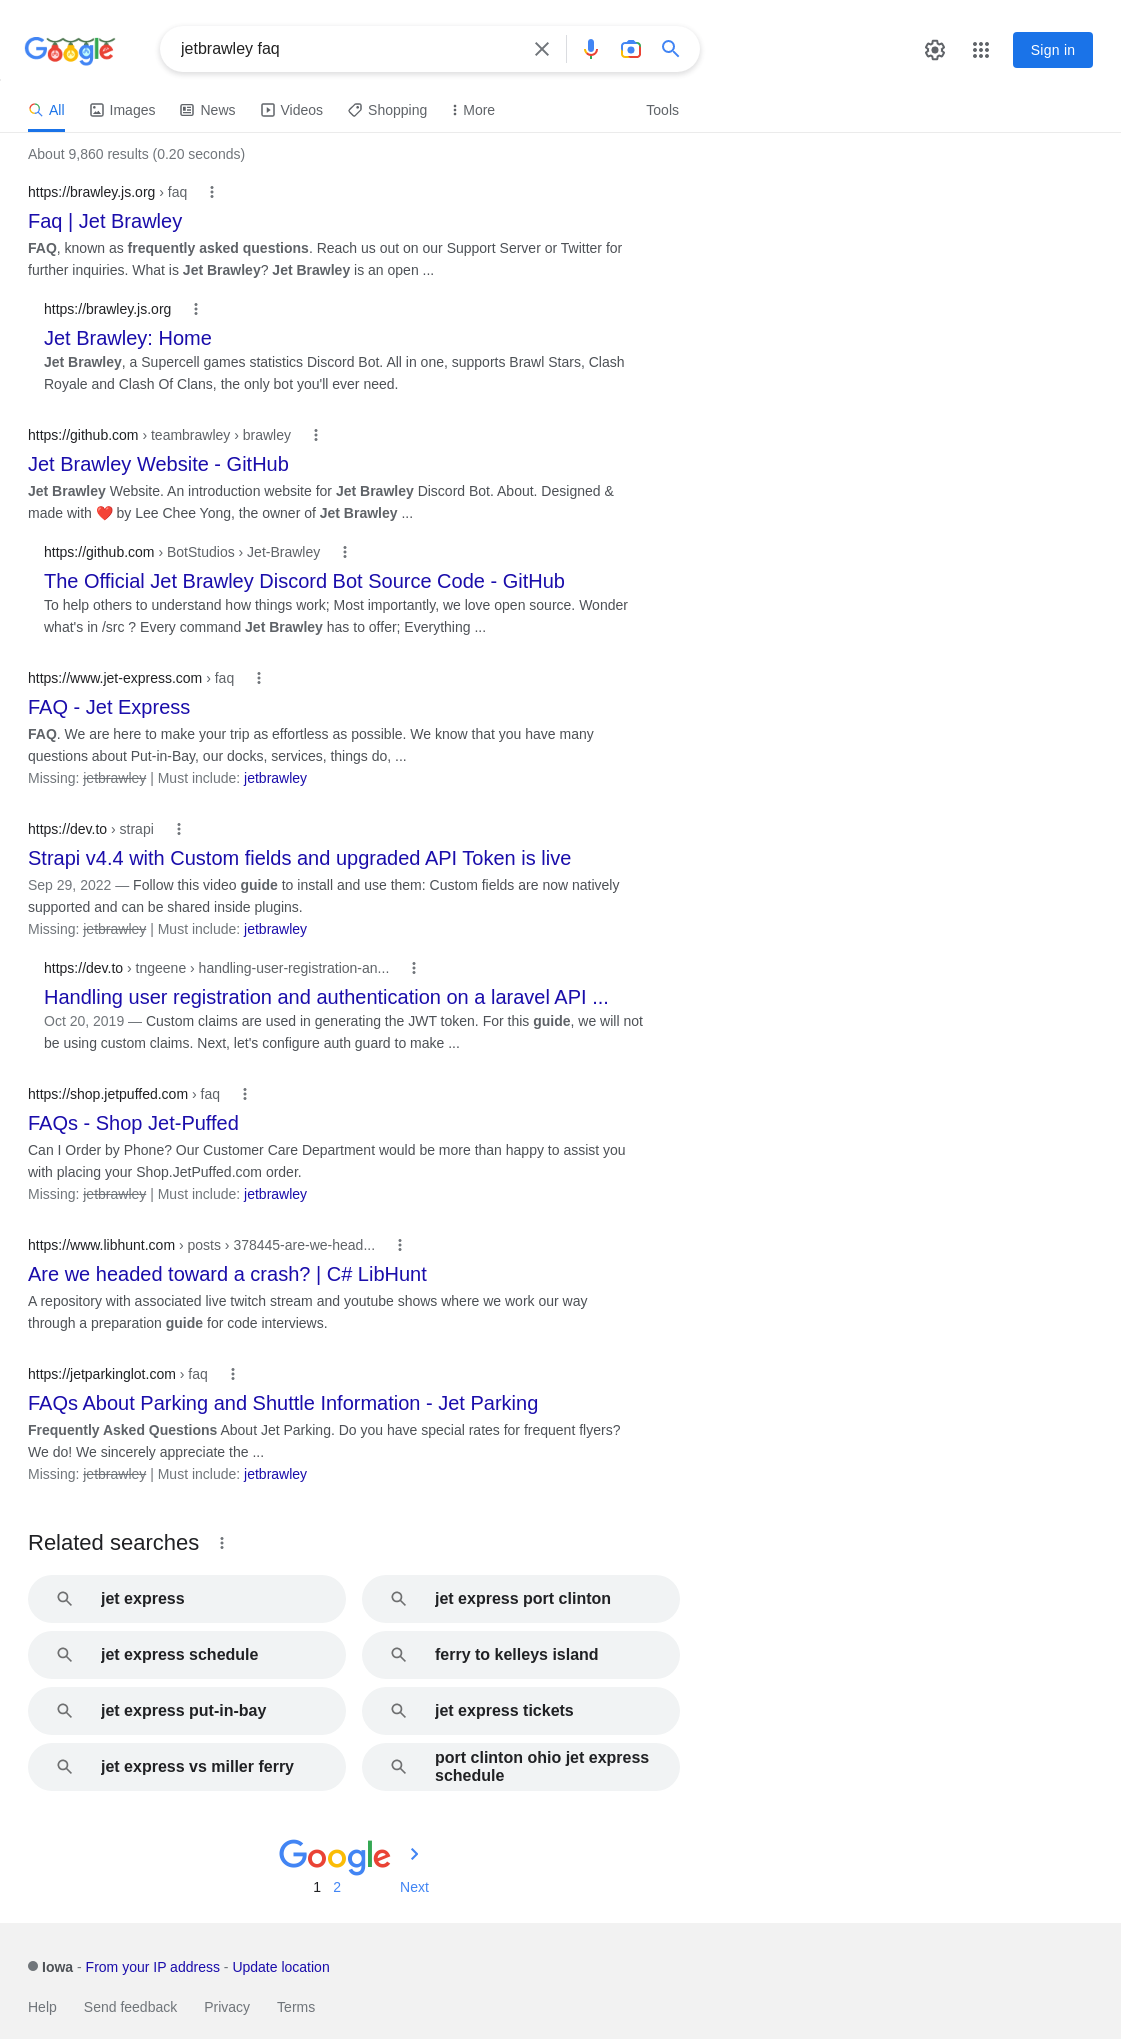 Google
jetbrawley faq
Sign in
All
Images
News
Videos
Shopping
More
Tools
About 9,860 results (0.20 seconds)
https://brawley.js.org › faq
Faq | Jet Brawley
FAQ, known as frequently asked questions. Reach us out on our Support Server or Twitter for
further inquiries. What is Jet Brawley? Jet Brawley is an open ...
https://brawley.js.org
Jet Brawley: Home
Jet Brawley, a Supercell games statistics Discord Bot. All in one, supports Brawl Stars, Clash
Royale and Clash Of Clans, the only bot you'll ever need.
https://github.com › teambrawley › brawley
Jet Brawley Website - GitHub
Jet Brawley Website. An introduction website for Jet Brawley Discord Bot. About. Designed &
made with ❤️ by Lee Chee Yong, the owner of Jet Brawley ...
https://github.com › BotStudios › Jet-Brawley
The Official Jet Brawley Discord Bot Source Code - GitHub
To help others to understand how things work; Most importantly, we love open source. Wonder
what's in /src ? Every command Jet Brawley has to offer; Everything ...
https://www.jet-express.com › faq
FAQ - Jet Express
FAQ. We are here to make your trip as effortless as possible. We know that you have many
questions about Put-in-Bay, our docks, services, things do, ...
Missing: jetbrawley | Must include: jetbrawley
https://dev.to › strapi
Strapi v4.4 with Custom fields and upgraded API Token is live
Sep 29, 2022 — Follow this video guide to install and use them: Custom fields are now natively
supported and can be shared inside plugins.
Missing: jetbrawley | Must include: jetbrawley
https://dev.to › tngeene › handling-user-registration-an...
Handling user registration and authentication on a laravel API ...
Oct 20, 2019 — Custom claims are used in generating the JWT token. For this guide, we will not
be using custom claims. Next, let's configure auth guard to make ...
https://shop.jetpuffed.com › faq
FAQs - Shop Jet-Puffed
Can I Order by Phone? Our Customer Care Department would be more than happy to assist you
with placing your Shop.JetPuffed.com order.
Missing: jetbrawley | Must include: jetbrawley
https://www.libhunt.com › posts › 378445-are-we-head...
Are we headed toward a crash? | C# LibHunt
A repository with associated live twitch stream and youtube shows where we work our way
through a preparation guide for code interviews.
https://jetparkinglot.com › faq
FAQs About Parking and Shuttle Information - Jet Parking
Frequently Asked Questions About Jet Parking. Do you have special rates for frequent flyers?
We do! We sincerely appreciate the ...
Missing: jetbrawley | Must include: jetbrawley
Related searches
jet express
jet express port clinton
jet express schedule
ferry to kelleys island
jet express put-in-bay
jet express tickets
jet express vs miller ferry
port clinton ohio jet express
schedule
Google
1 2 Next
Iowa - From your IP address - Update location
Help Send feedback Privacy Terms